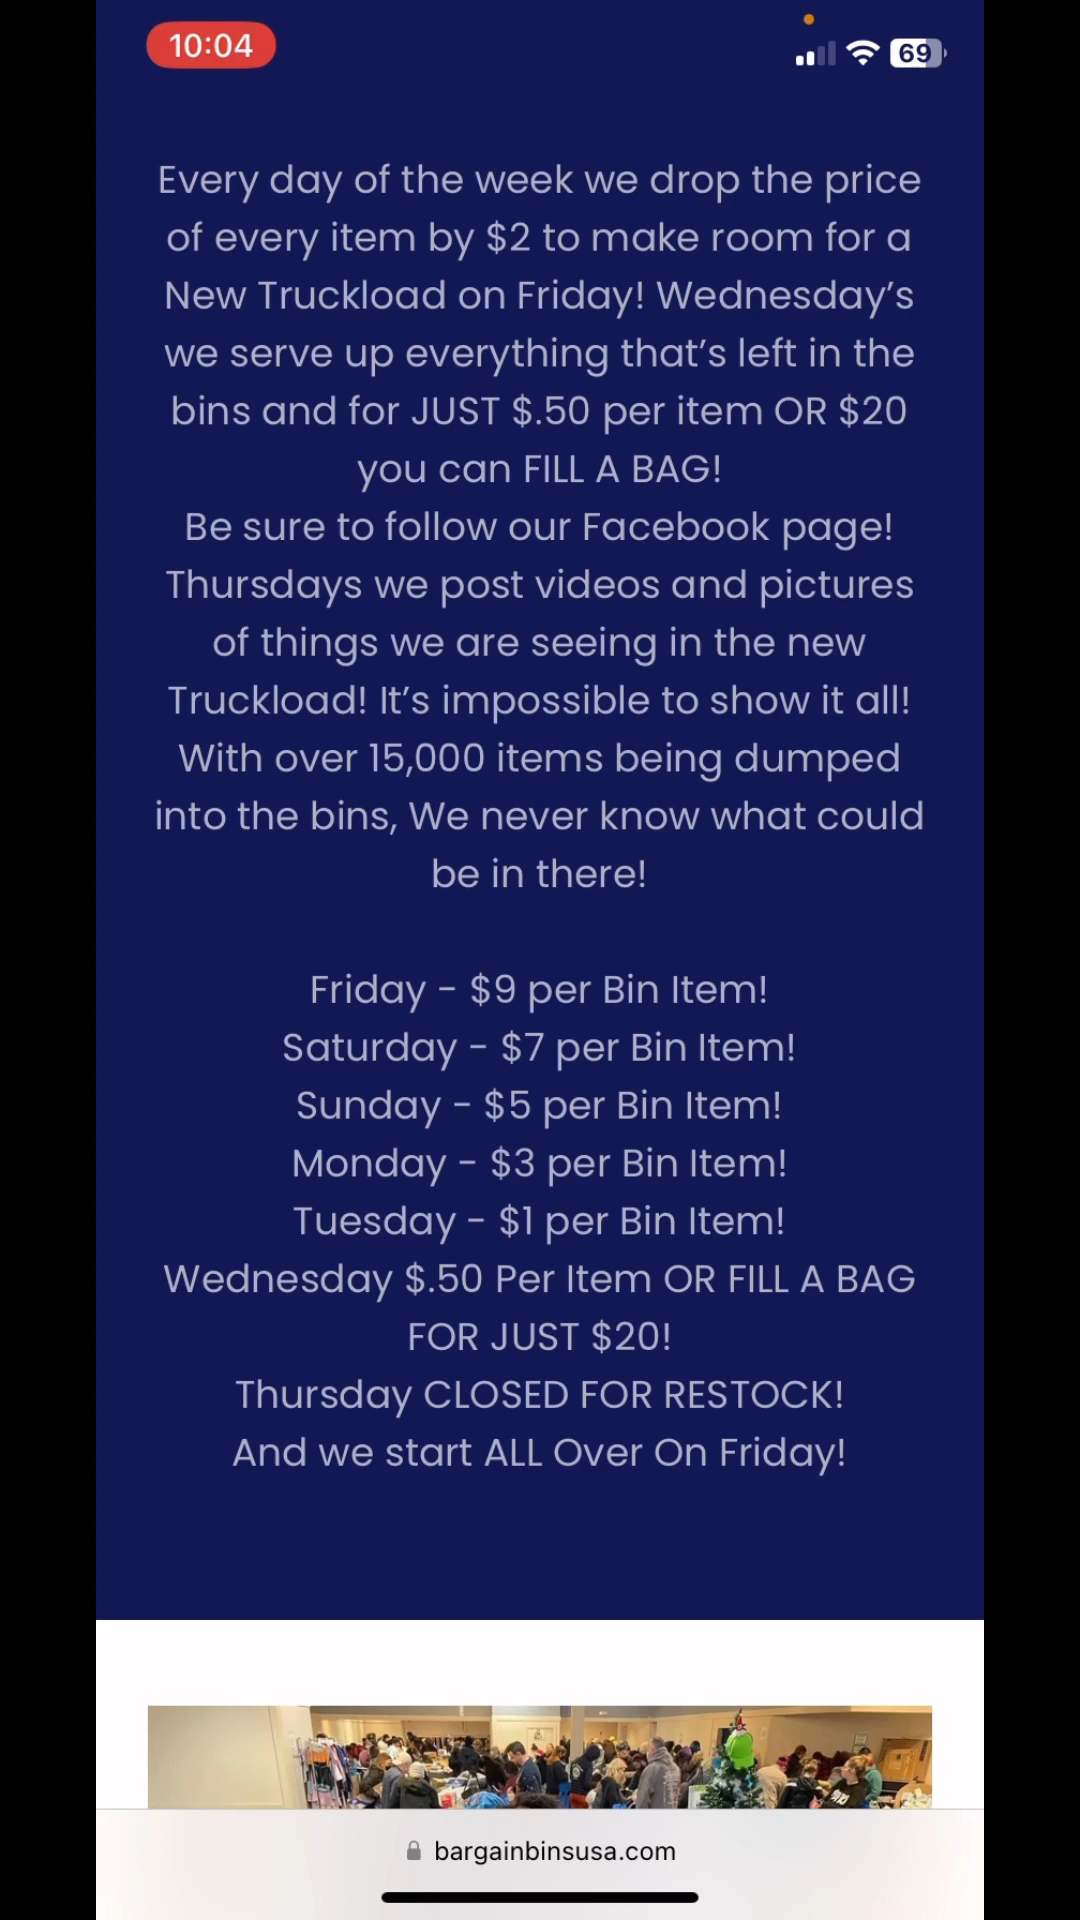 10:04
69
Every day of the week we drop the price
of every item by $2 to make room for a
New Truckload on Friday! Wednesday’s
we serve up everything that’s left in the
bins and for JUST $.50 per item OR $20
you can FILL A BAG!
Be sure to follow our Facebook page!
Thursdays we post videos and pictures
of things we are seeing in the new
Truckload! It’s impossible to show it all!
With over 15,000 items being dumped
into the bins, We never know what could
be in there!
Friday - $9 per Bin Item!
Saturday - $7 per Bin Item!
Sunday - $5 per Bin Item!
Monday - $3 per Bin Item!
Tuesday - $1 per Bin Item!
Wednesday $.50 Per Item OR FILL A BAG
FOR JUST $20!
Thursday CLOSED FOR RESTOCK!
And we start ALL Over On Friday!
bargainbinsusa.com